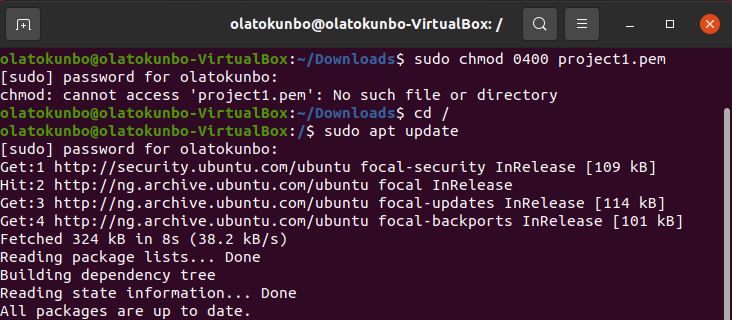 olatokunbo@olatokunbo-VirtualBox: /
olatokunbo@olatokunbo-VirtualBox:~/Downloads$ sudo chmod 0400 project1.pem
[sudo] password for olatokunbo:
chmod: cannot access 'project1.pem': No such file or directory
olatokunbo@olatokunbo-VirtualBox:~/Downloads$ cd /
olatokunbo@olatokunbo-VirtualBox:/$ sudo apt update
[sudo] password for olatokunbo:
Get:1 http://security.ubuntu.com/ubuntu focal-security InRelease [109 kB]
Hit:2 http://ng.archive.ubuntu.com/ubuntu focal InRelease
Get:3 http://ng.archive.ubuntu.com/ubuntu focal-updates InRelease [114 kB]
Get:4 http://ng.archive.ubuntu.com/ubuntu focal-backports InRelease [101 kB]
Fetched 324 kB in 8s (38.2 kB/s)
Reading package lists... Done
Building dependency tree
Reading state information... Done
All packages are up to date.